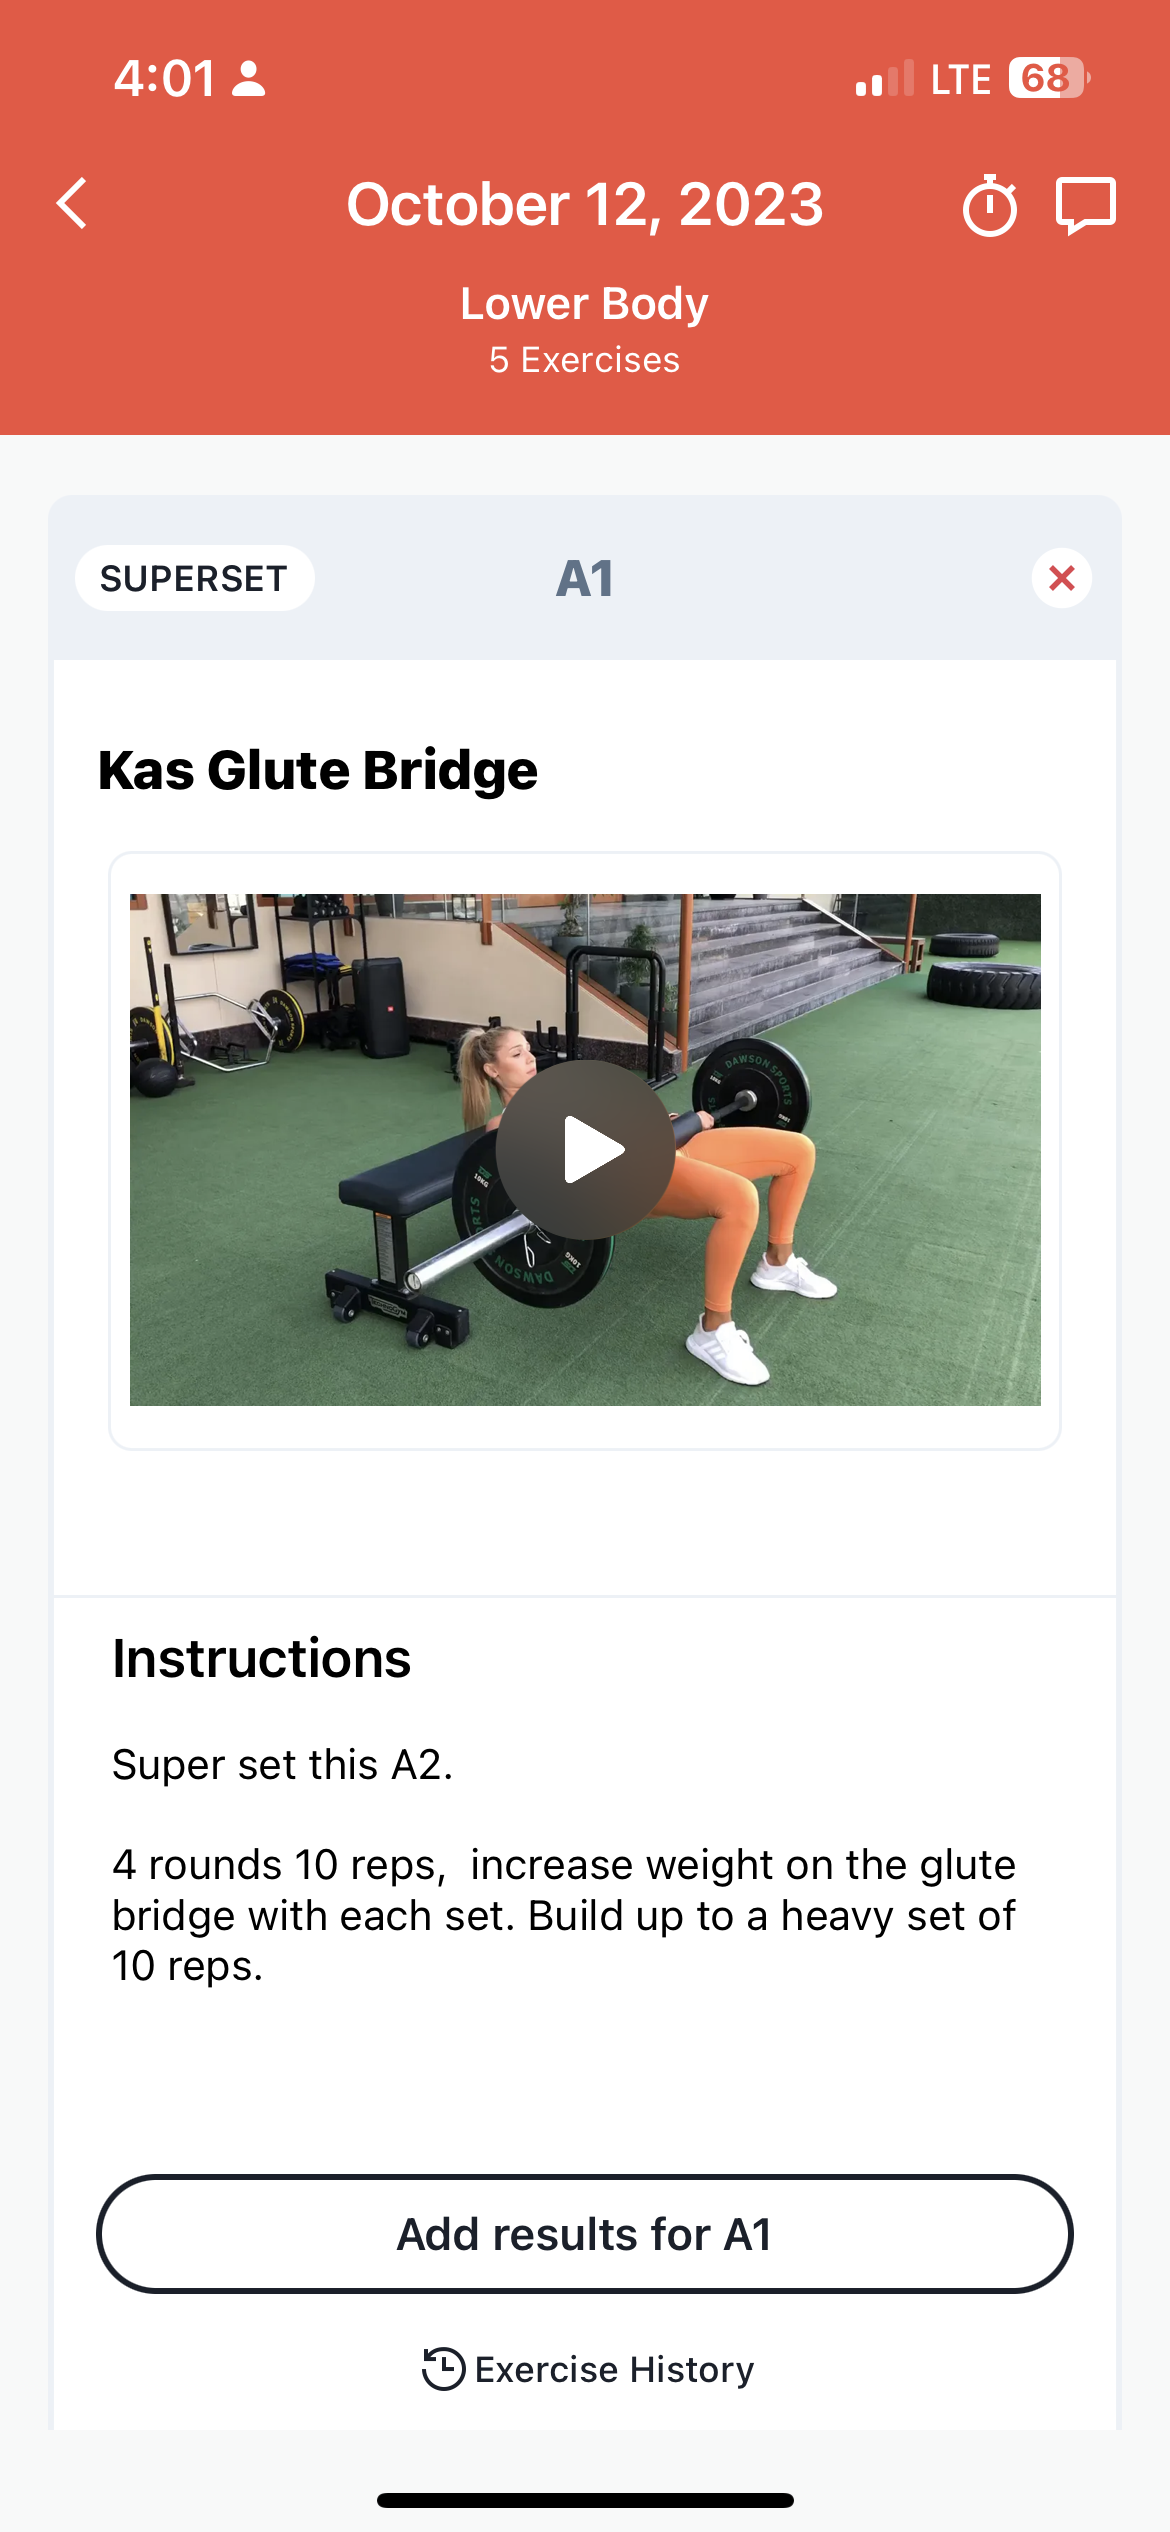 4:01
LTE 68
October 12, 2023
Lower Body
5 Exercises
SUPERSET
A1
Kas Glute Bridge
DAWSON SPORTS
10KG
10KG
DAWSON
Instructions
Super set this A2.
4 rounds 10 reps,  increase weight on the glute
bridge with each set. Build up to a heavy set of
10 reps.
Add results for A1
Exercise History